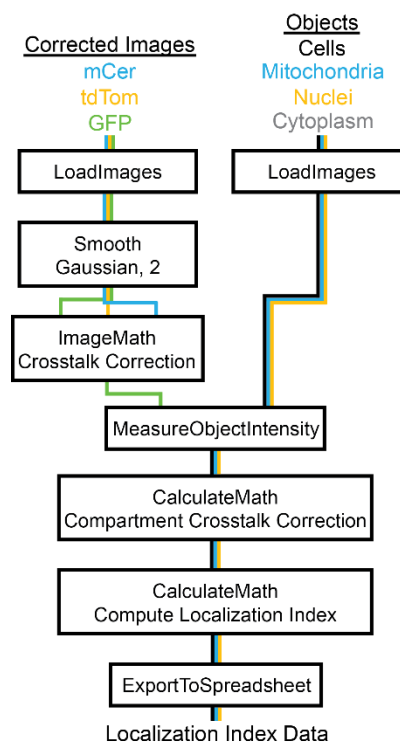 Corrected Images
mCer
tdTom
GFP
Objects
Cells
Mitochondria
Nuclei
Cytoplasm
LoadImages
LoadImages
Smooth
Gaussian, 2
ImageMath
Crosstalk Correction
MeasureObjectIntensity
CalculateMath
Compartment Crosstalk Correction
CalculateMath
Compute Localization Index
ExportToSpreadsheet
Localization Index Data